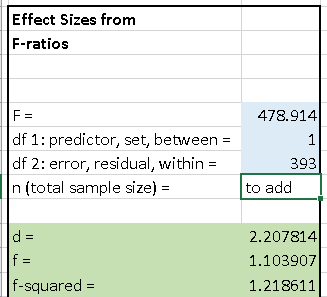 Effect Sizes from
F-ratios
F = 478.914
df 1: predictor, set, between = 1
df 2: error, residual, within = 393
n (total sample size) = to add
d = 2.207814
f = 1.103907
f-squared = 1.218611